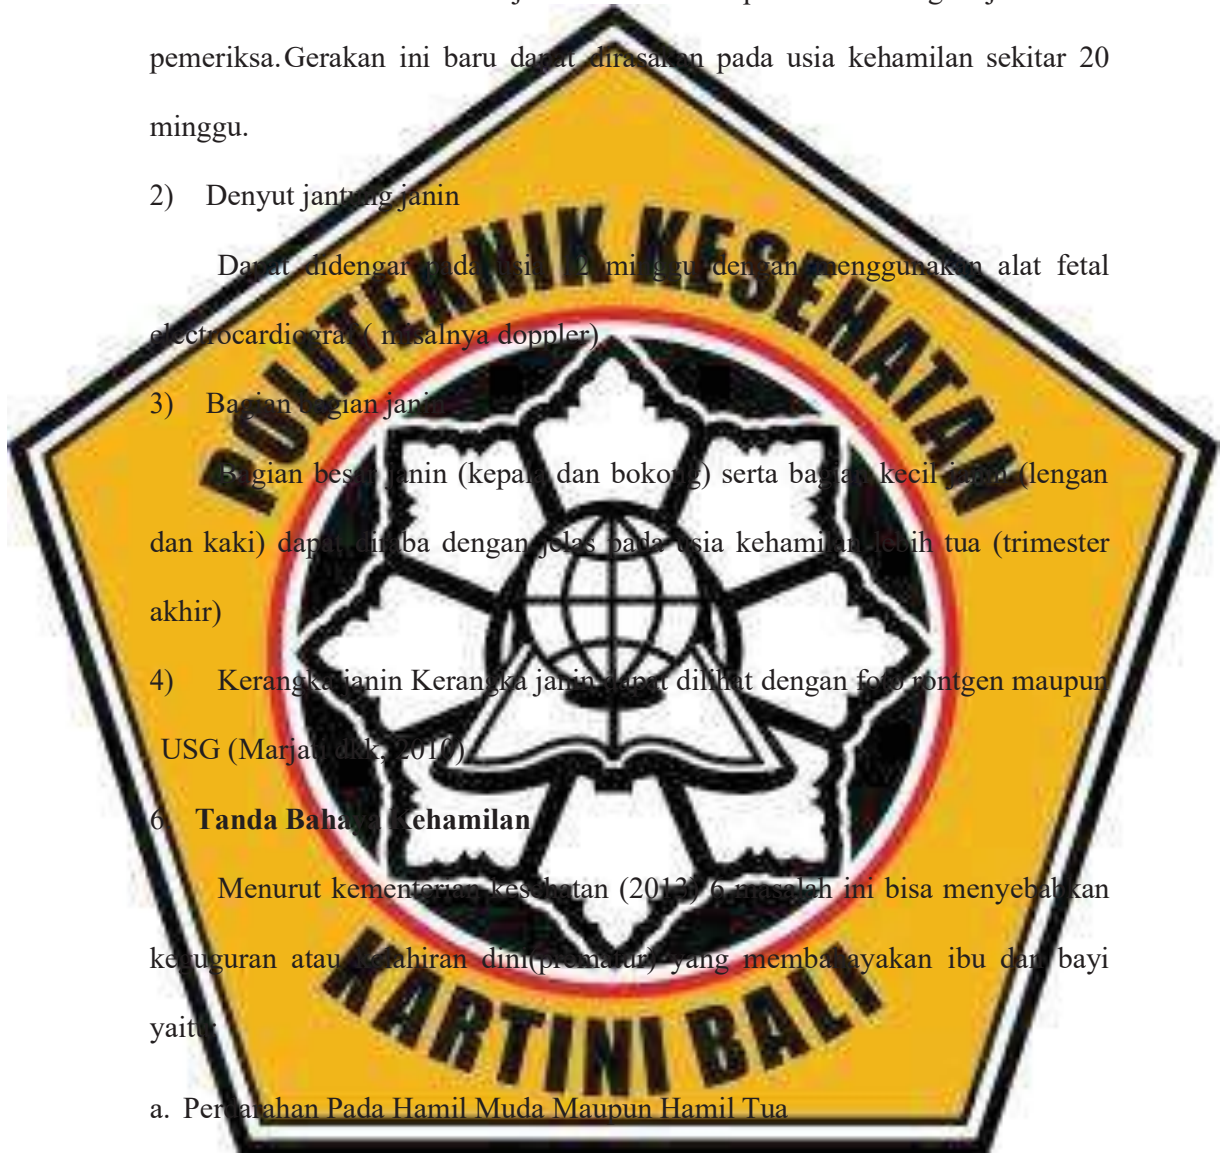 pemeriksa. Gerakan ini baru dapat dirasakan pada usia kehamilan sekitar 20
minggu.
2) Denyut jantung janin
POLITEKNIK KESEHATAN
Dapat didengar pada usia 12 minggu dengan menggunakan alat fetal
electrocardiograf ( misalnya doppler)
3) Bagian bagian janin
Bagian besar janin (kepala dan bokong) serta bagian kecil janin (lengan
dan kaki) dapat diraba dengan jelas pada usia kehamilan lebih tua (trimester
akhir)
4) Kerangka janin Kerangka janin dapat dilihat dengan foto rontgen maupun
USG (Marjati dkk, 2010)
6. Tanda Bahaya Kehamilan
Menurut kementerian kesehatan (2013) 6 masalah ini bisa menyebabkan
keguguran atau kelahiran dini(prematur) yang membahayakan ibu dan bayi
yaitu:
KARTINI BALI
a. Perdarahan Pada Hamil Muda Maupun Hamil Tua